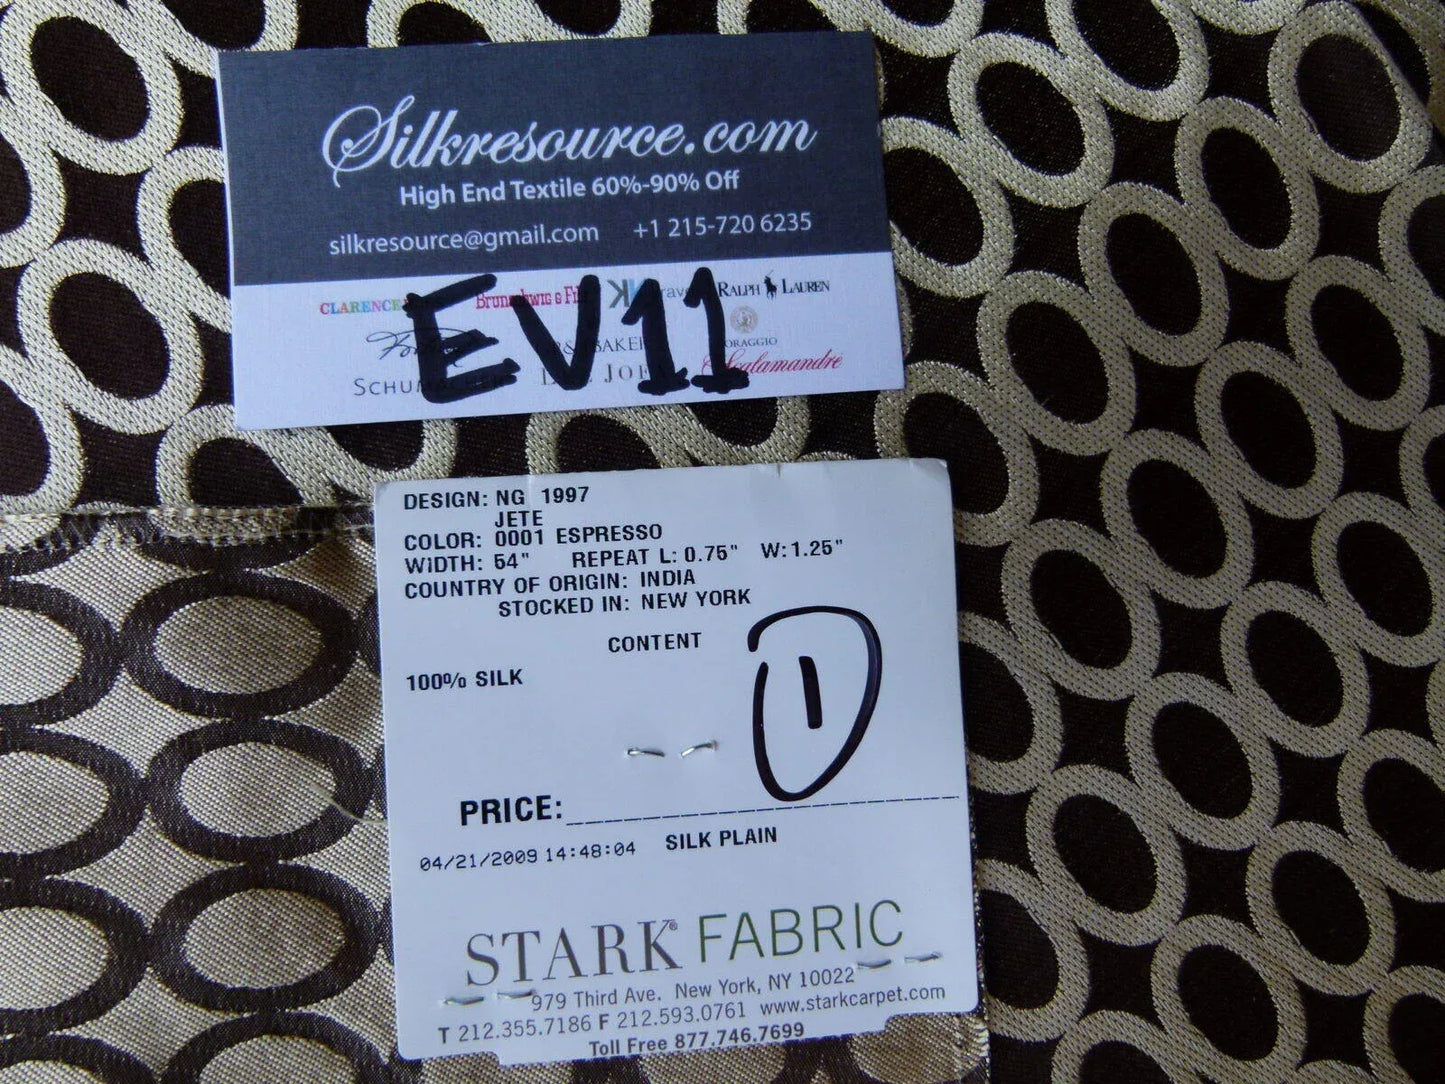 Silkresource.com
High End Textile 60%-90% Off
silkresource@gmail.com +1 215-720 6235
CLARENCE
RALPH LAUREN
EV11
Scalamandré
DESIGN: NG 1997
JETE
COLOR: 0001 ESPRESSO
WIDTH: 54" REPEAT L: 0.75" W:1.25"
COUNTRY OF ORIGIN: INDIA
STOCKED IN: NEW YORK
CONTENT
1
100% SILK
PRICE:
04/21/2009 14:48:04 SILK PLAIN
STARK® FABRIC
979 Third Ave. New York, NY 10022
T 212.355.7186 F 212.593.0761 www.starkcarpet.com
Toll Free 877.746.7699